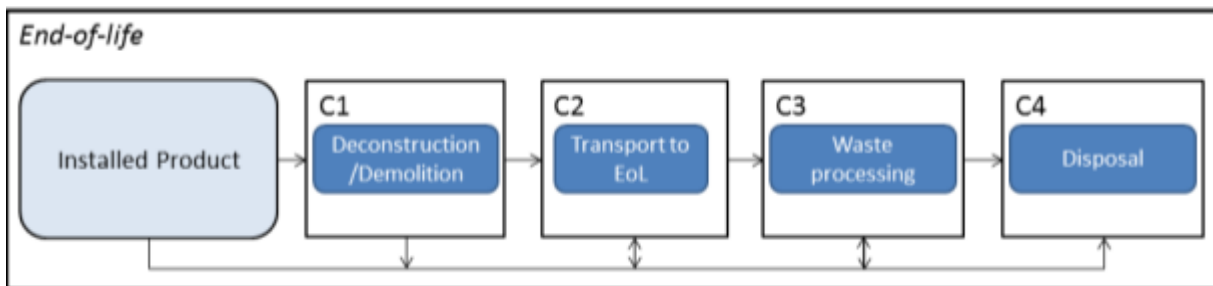 End-of-life
Installed Product
C1
Deconstruction
/Demolition
C2
Transport to
EoL
C3
Waste
processing
C4
Disposal